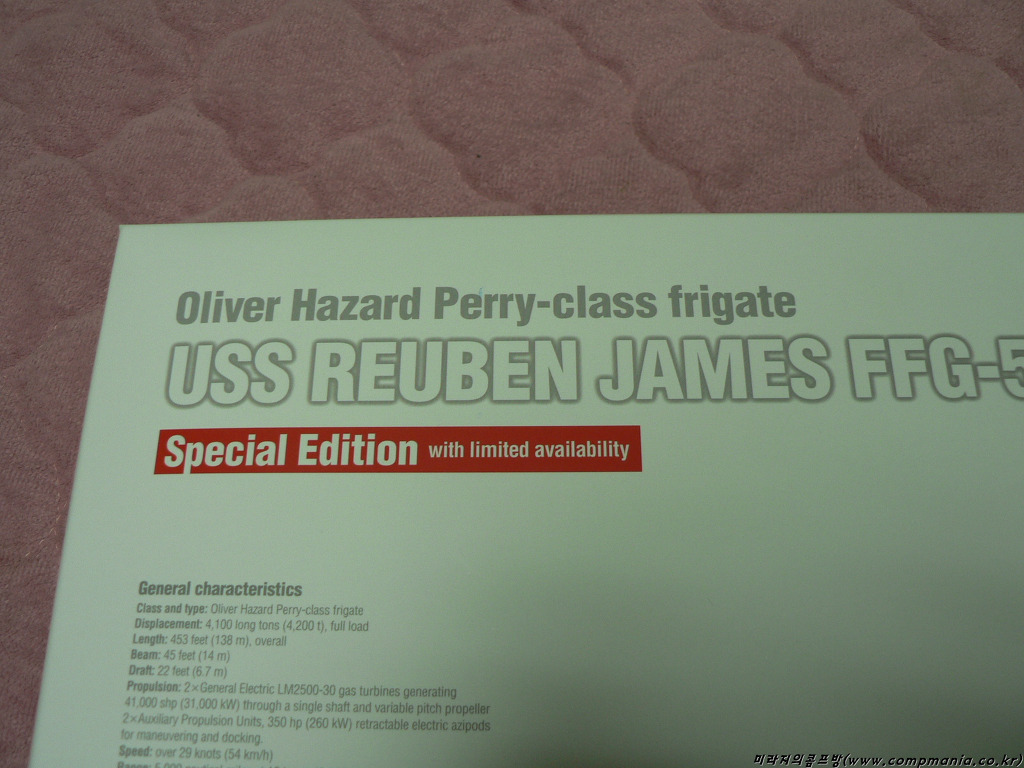 Oliver Hazard Perry-class frigate
USS REUBEN JAMES FFG-5
Special Edition with limited availability
General characteristics
Class and type: Oliver Hazard Perry-class frigate
Displacement: 4,100 long tons (4,200 t), full load
Length: 453 feet (138 m), overall
Beam: 45 feet (14 m)
Draft: 22 feet (6.7 m)
Propulsion: 2×General Electric LM2500-30 gas turbines generating
41,000 shp (31,000 kW) through a single shaft and variable pitch propeller
2×Auxiliary Propulsion Units, 350 hp (260 kW) retractable electric azipods
for maneuvering and docking.
Speed: over 29 knots (54 km/h)
Range: 5,000 nautical
미라지의콤프방(www.compmania.co.kr)